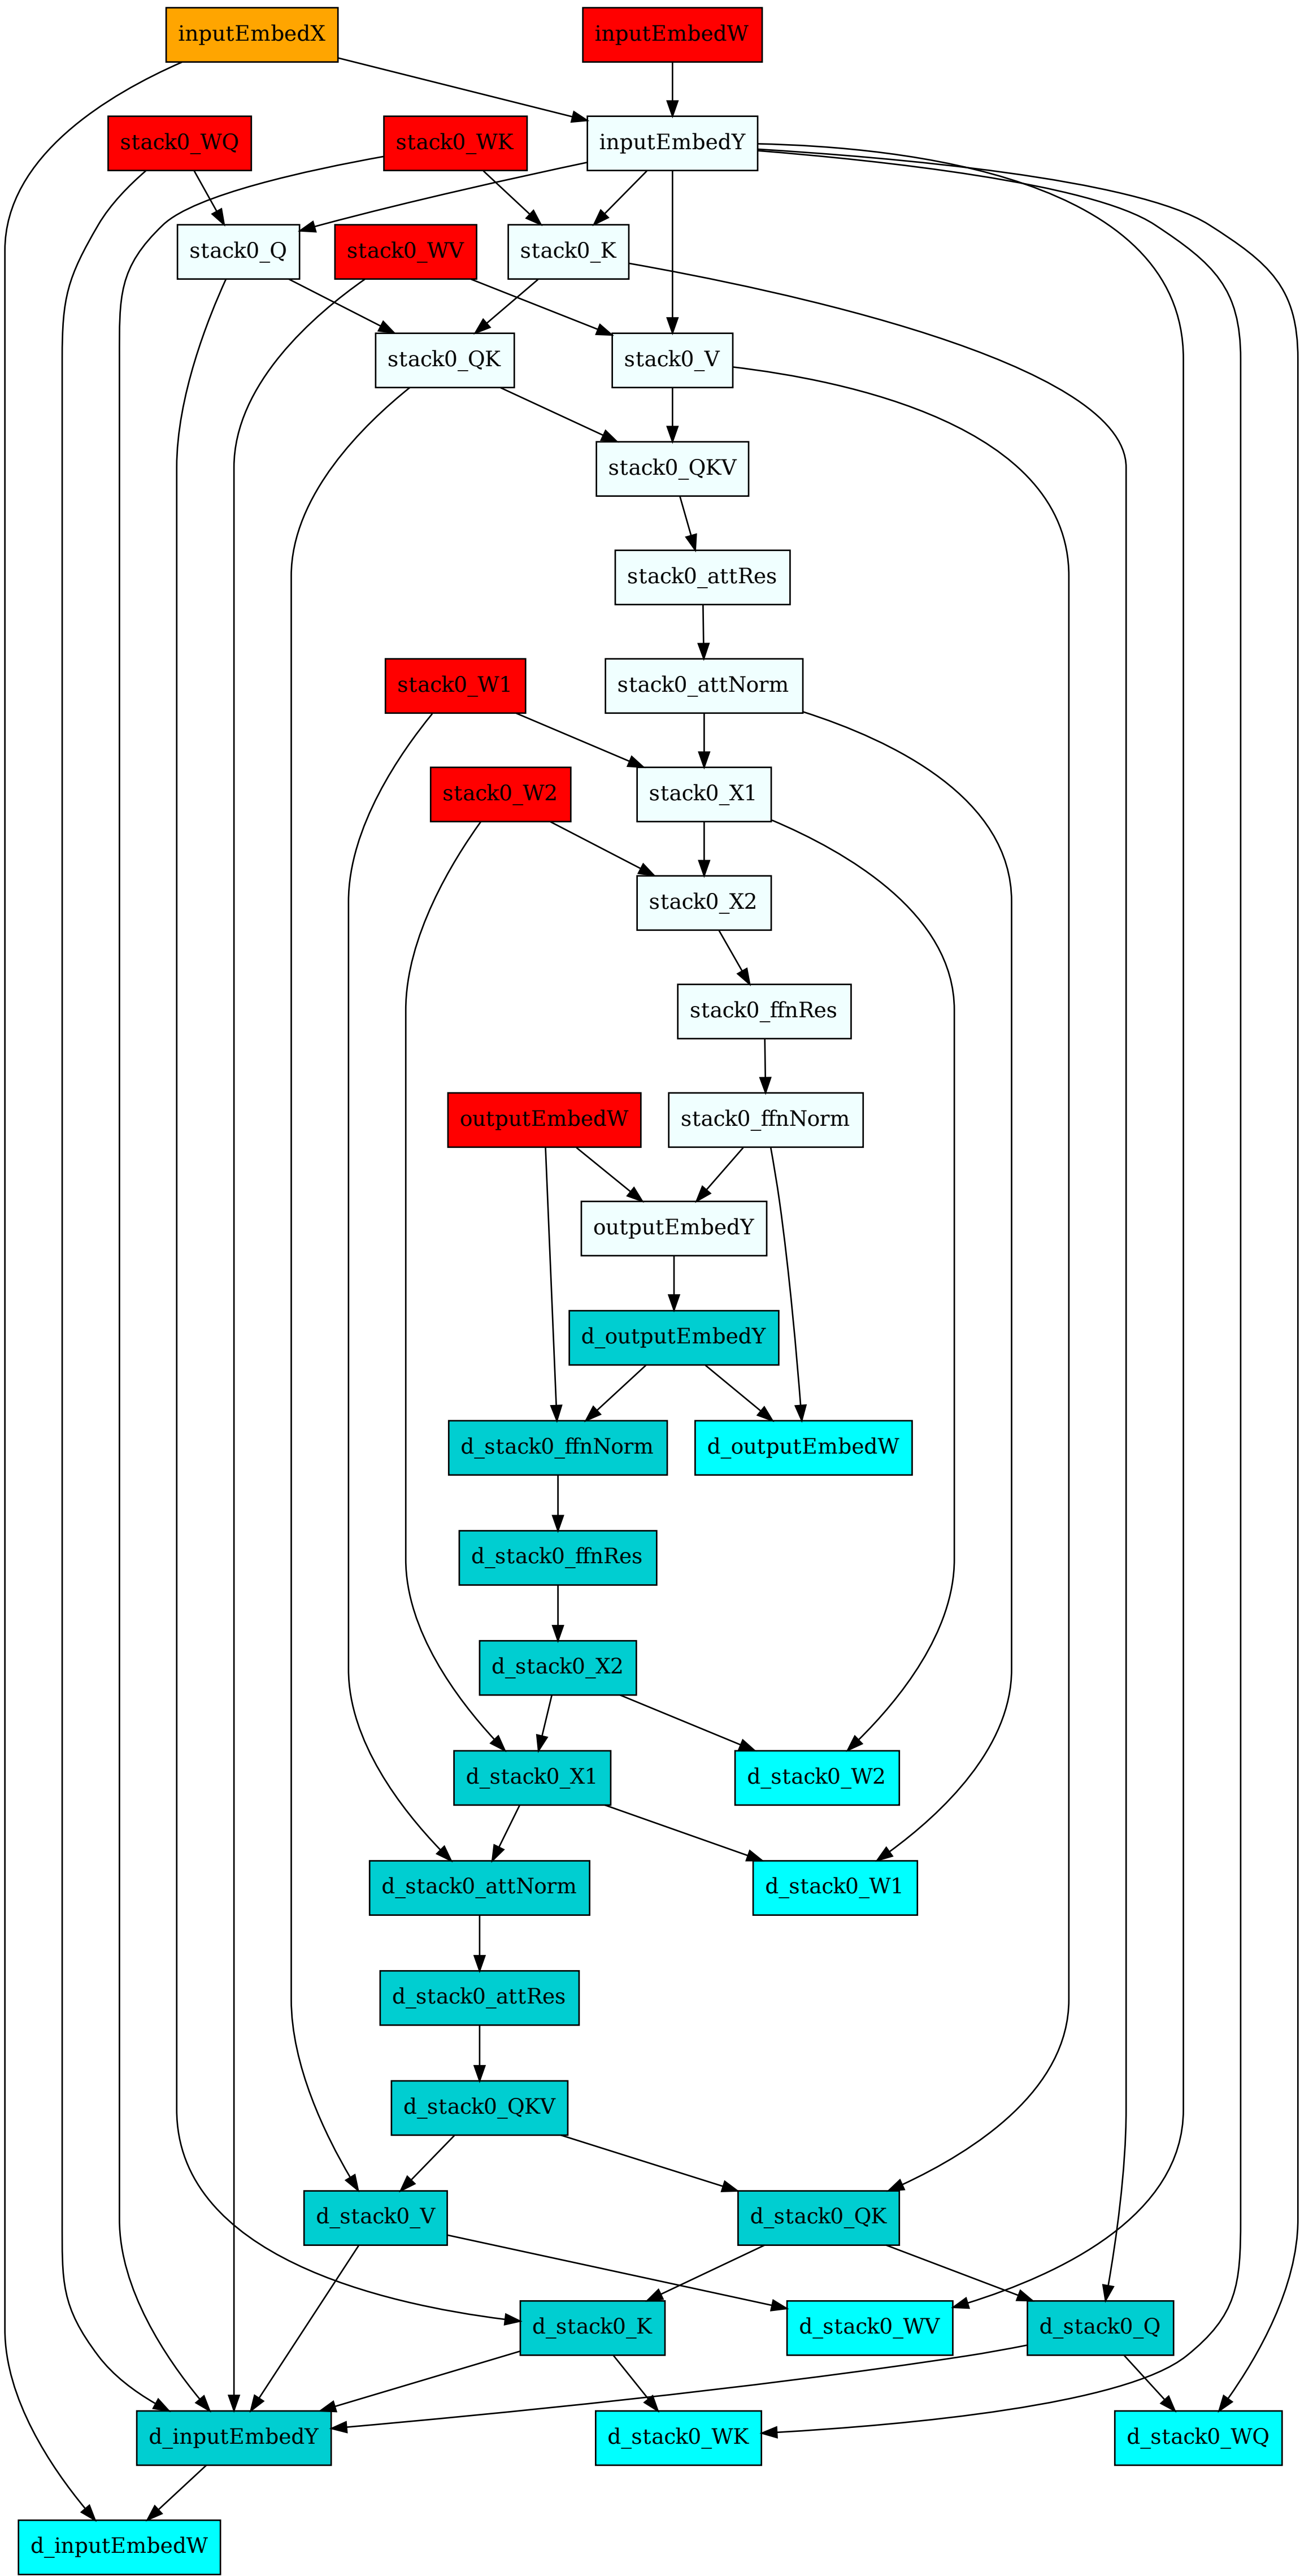 inputEmbedX
inputEmbedW
stack0_WQ
stack0_WK
inputEmbedY
stack0_Q
stack0_WV
stack0_K
stack0_QK
stack0_V
stack0_QKV
stack0_attRes
stack0_W1
stack0_attNorm
stack0_W2
stack0_X1
stack0_X2
stack0_ffnRes
outputEmbedW
stack0_ffnNorm
outputEmbedY
d_outputEmbedY
d_stack0_ffnNorm
d_outputEmbedW
d_stack0_ffnRes
d_stack0_X2
d_stack0_X1
d_stack0_W2
d_stack0_attNorm
d_stack0_W1
d_stack0_attRes
d_stack0_QKV
d_stack0_V
d_stack0_QK
d_stack0_K
d_stack0_WV
d_stack0_Q
d_inputEmbedY
d_stack0_WK
d_stack0_WQ
d_inputEmbedW